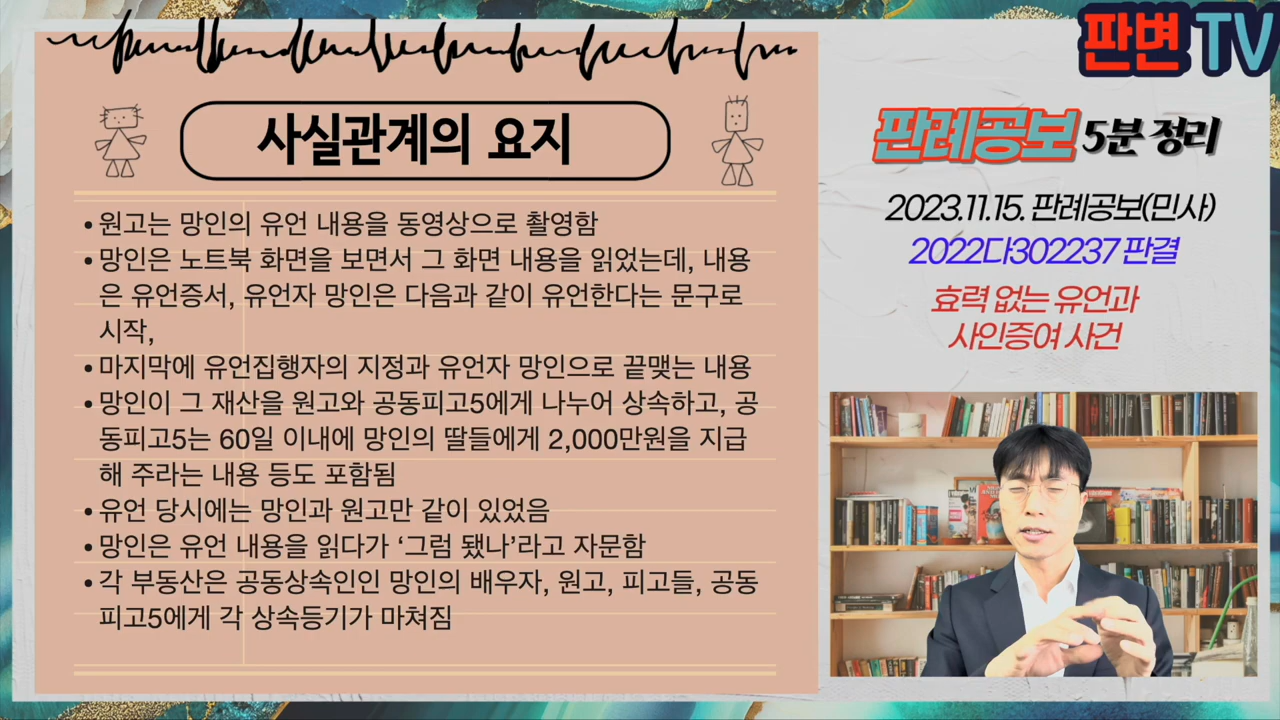 판변 TV
사실관계의 요지
• 원고는 망인의 유언 내용을 동영상으로 촬영함
• 망인은 노트북 화면을 보면서 그 화면 내용을 읽었는데, 내용
은 유언증서, 유언자 망인은 다음과 같이 유언한다는 문구로
시작,
• 마지막에 유언집행자의 지정과 유언자 망인으로 끝맺는 내용
• 망인이 그 재산을 원고와 공동피고5에게 나누어 상속하고, 공
동피고5는 60일 이내에 망인의 딸들에게 2,000만원을 지급
해 주라는 내용 등도 포함됨
• 유언 당시에는 망인과 원고만 같이 있었음
• 망인은 유언 내용을 읽다가 ‘그럼 됐나’라고 자문함
• 각 부동산은 공동상속인인 망인의 배우자, 원고, 피고들, 공동
피고5에게 각 상속등기가 마쳐짐
판례공보 5분 정리
2023.11.15. 판례공보(민사)
2022다302237 판결
효력 없는 유언과
사인증여 사건